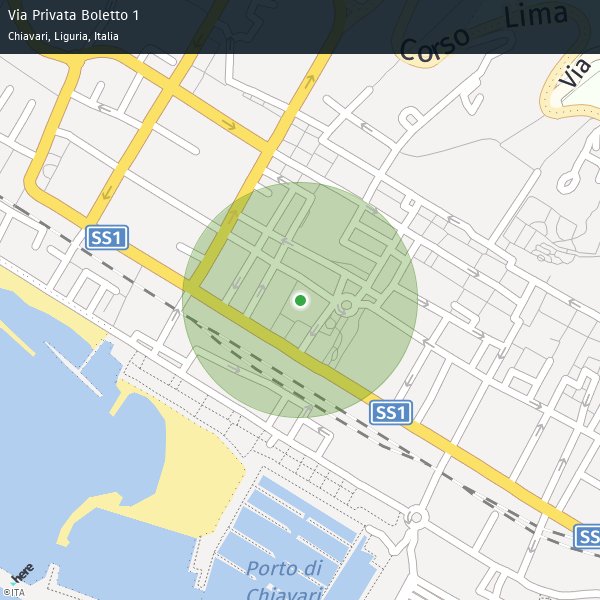 Via Privata Boletto 1
Chiavari, Liguria, Italia
Corso Lima
Via
SS1
SS1
SS
Porto di
Chiavari
here
©ITA